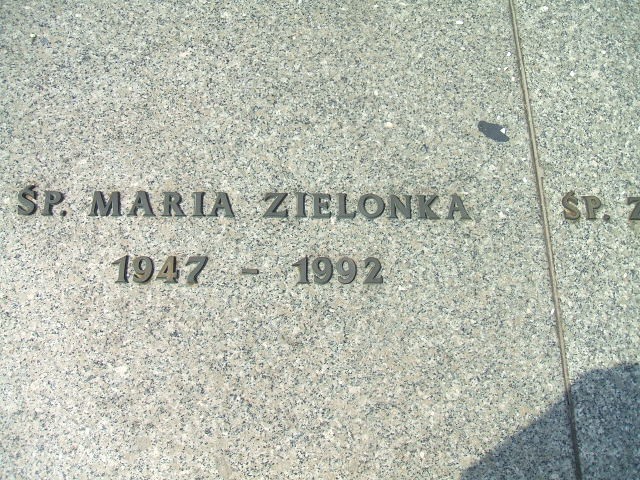 ŚP. MARIA ZIELONKA
1947 - 1992
ŚP. Z